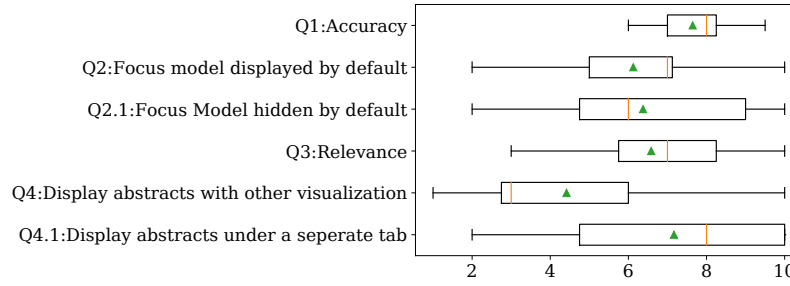 Q1:Accuracy
Q2:Focus model displayed by default
Q2.1:Focus Model hidden by default
Q3:Relevance
Q4:Display abstracts with other visualization
Q4.1:Display abstracts under a seperate tab
2 4 6 8 10